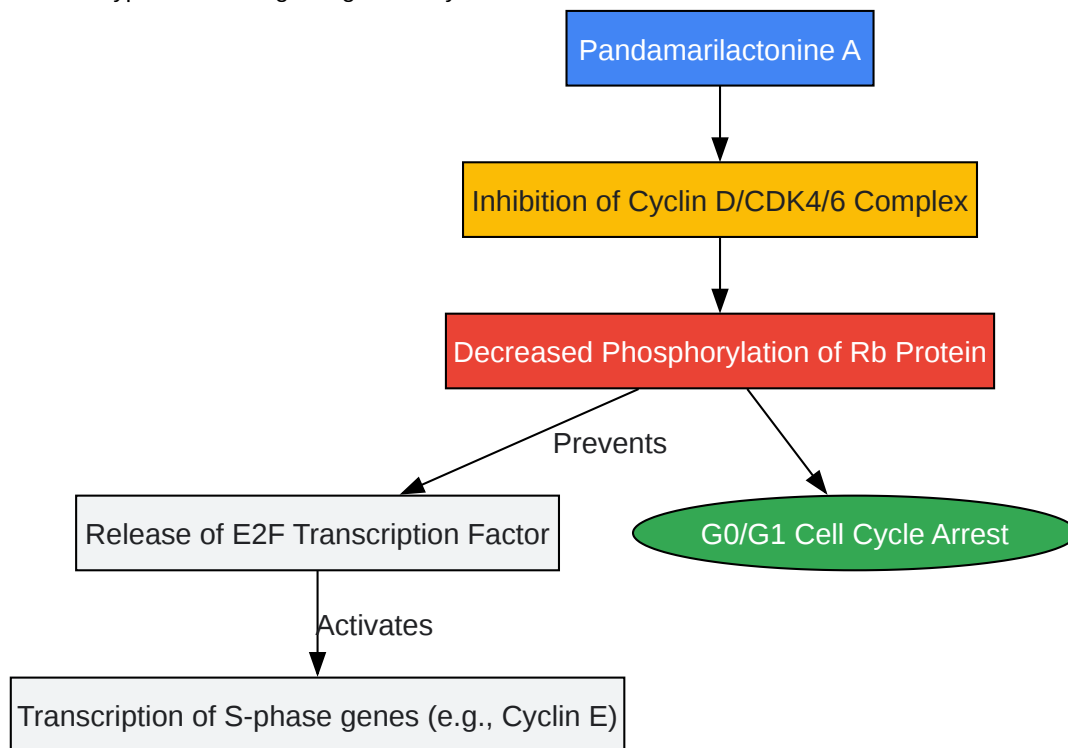 Pandamarilactonine A
Inhibition of Cyclin D/CDK4/6 Complex
Decreased Phosphorylation of Rb Protein
Prevents
Release of E2F Transcription Factor
G0/G1 Cell Cycle Arrest
Activates
Transcription of S-phase genes (e.g., Cyclin E)